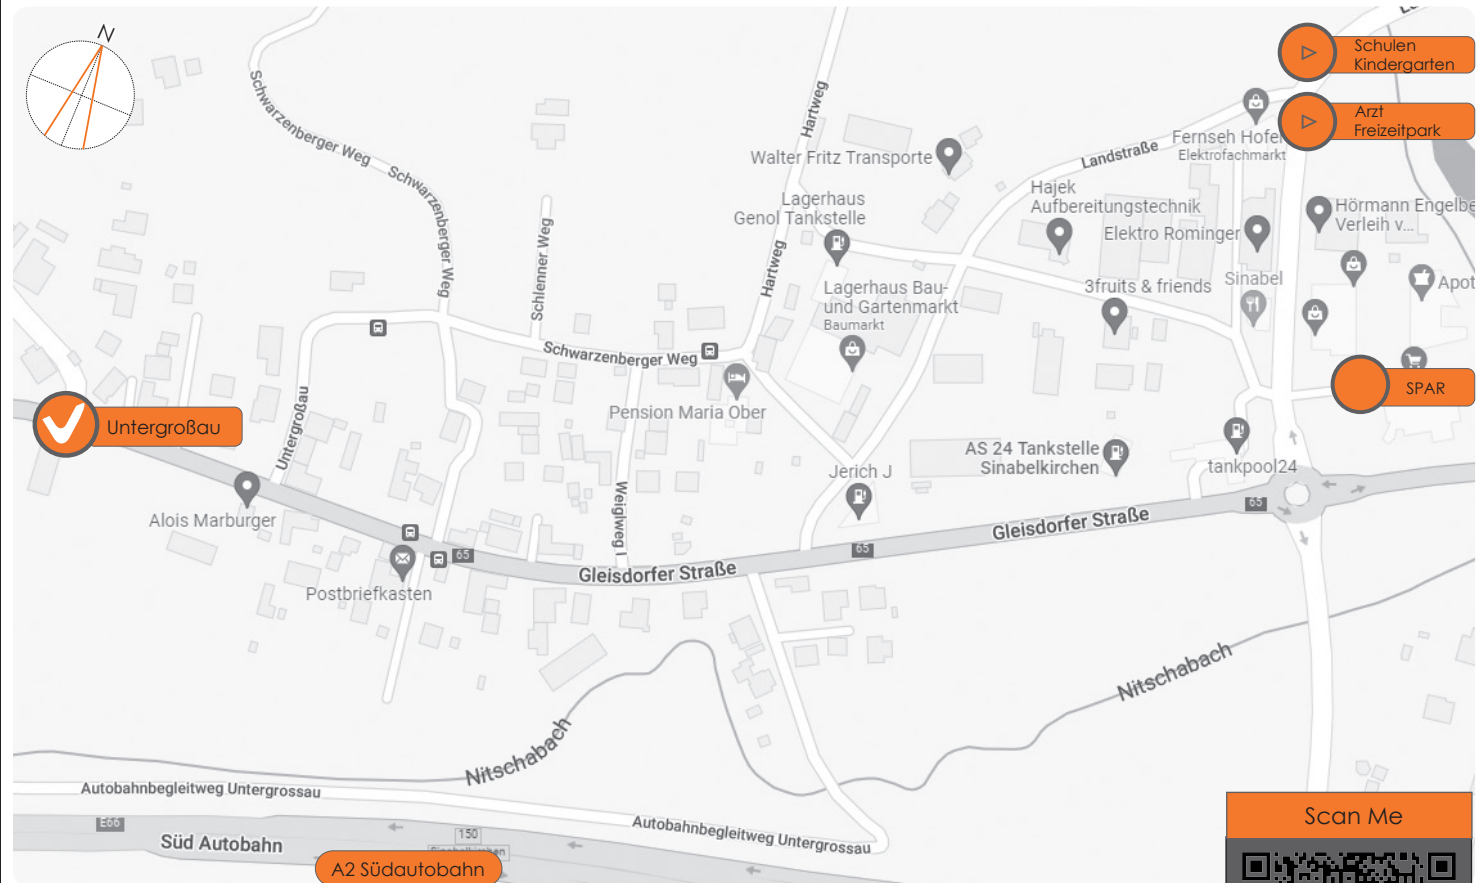 N
Schulen
Kindergarten
Arzt
Freizeitpark
Schwarzenberger Weg
Schwarzenberger Weg
Hartweg
Walter Fritz Transporte
Landstraße
Fernseh Hofer
Elektrofachmarkt
Lagerhaus
Genol Tankstelle
Hajek
Aufbereitungstechnik
Elektro Rominger
Hörmann Engelbe
Verleih v...
Schlenner Weg
Hartweg
Lagerhaus Bau-
und Gartenmarkt
Baumarkt
3fruits & friends
Sinabel
Apot
Schwarzenberger Weg
Pension Maria Ober
SPAR
Untergroßau
Untergroßau
AS 24 Tankstelle
Sinabelkirchen
Jerich J
tankpool24
Alois Marburger
Weiglweg I
65
65
65
Gleisdorfer Straße
Gleisdorfer Straße
Postbriefkasten
Nitschabach
Nitschabach
Autobahnbegleitweg Untergrossau
Autobahnbegleitweg Untergrossau
E66
Süd Autobahn
150
A2 Südautobahn
Scan Me